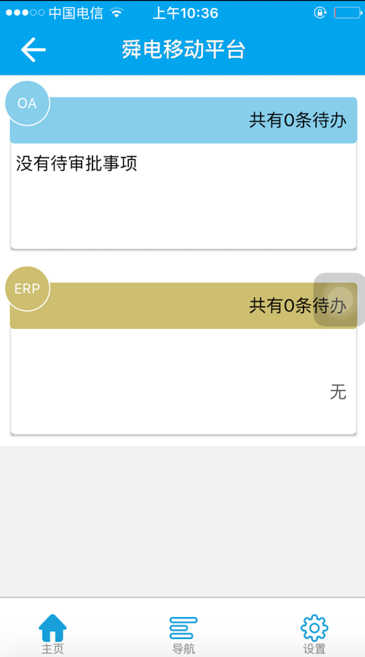 中国电信 上午10:36
舜电移动平台
OA
共有0条待办
没有待审批事项
ERP
共有0条待办
无
主页 导航 设置